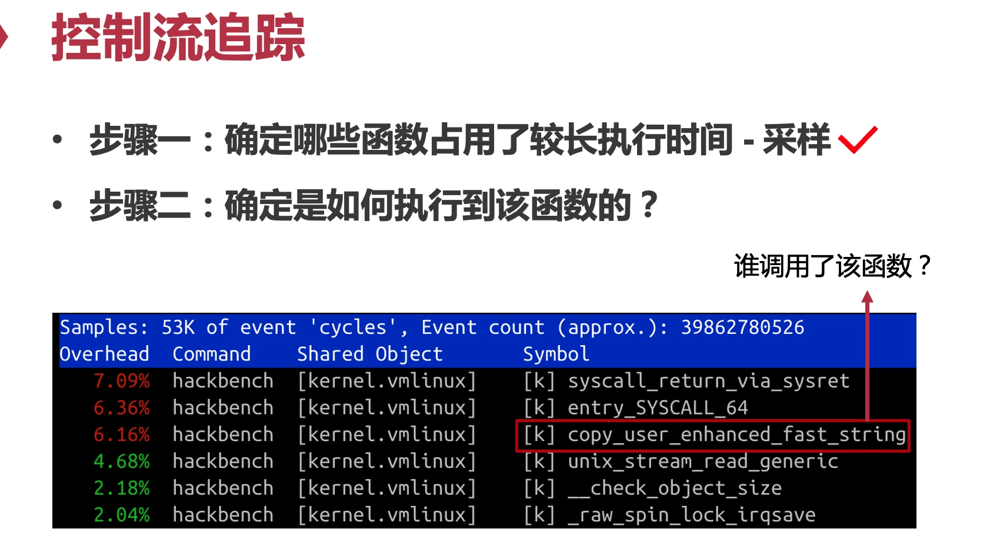 控制流追踪
• 步骤一：确定哪些函数占用了较长执行时间 - 采样
• 步骤二：确定是如何执行到该函数的？
谁调用了该函数？
Samples: 53K of event 'cycles', Event count (approx.): 39862780526
Overhead  Command  Shared Object  Symbol
7.09%  hackbench  [kernel.vmlinux]  [k] syscall_return_via_sysret
6.36%  hackbench  [kernel.vmlinux]  [k] entry_SYSCALL_64
6.16%  hackbench  [kernel.vmlinux]  [k] copy_user_enhanced_fast_string
4.68%  hackbench  [kernel.vmlinux]  [k] unix_stream_read_generic
2.18%  hackbench  [kernel.vmlinux]  [k] __check_object_size
2.04%  hackbench  [kernel.vmlinux]  [k] _raw_spin_lock_irqsave